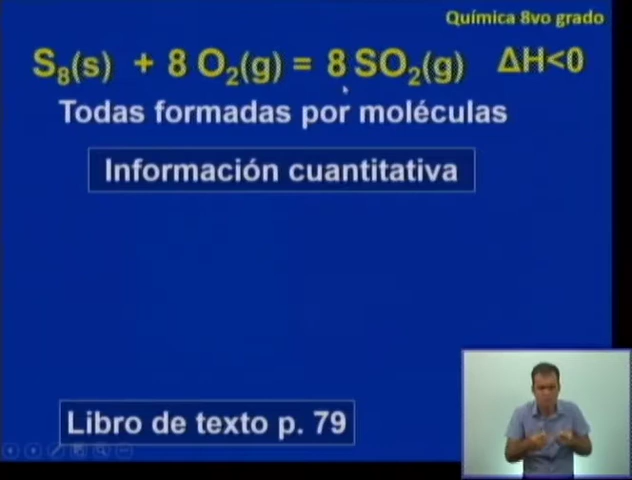 Química 8vo grado
S₈(s) + 8 O₂(g) = 8 SO₂(g) ΔH<0
Todas formadas por moléculas
Información cuantitativa
Libro de texto p. 79